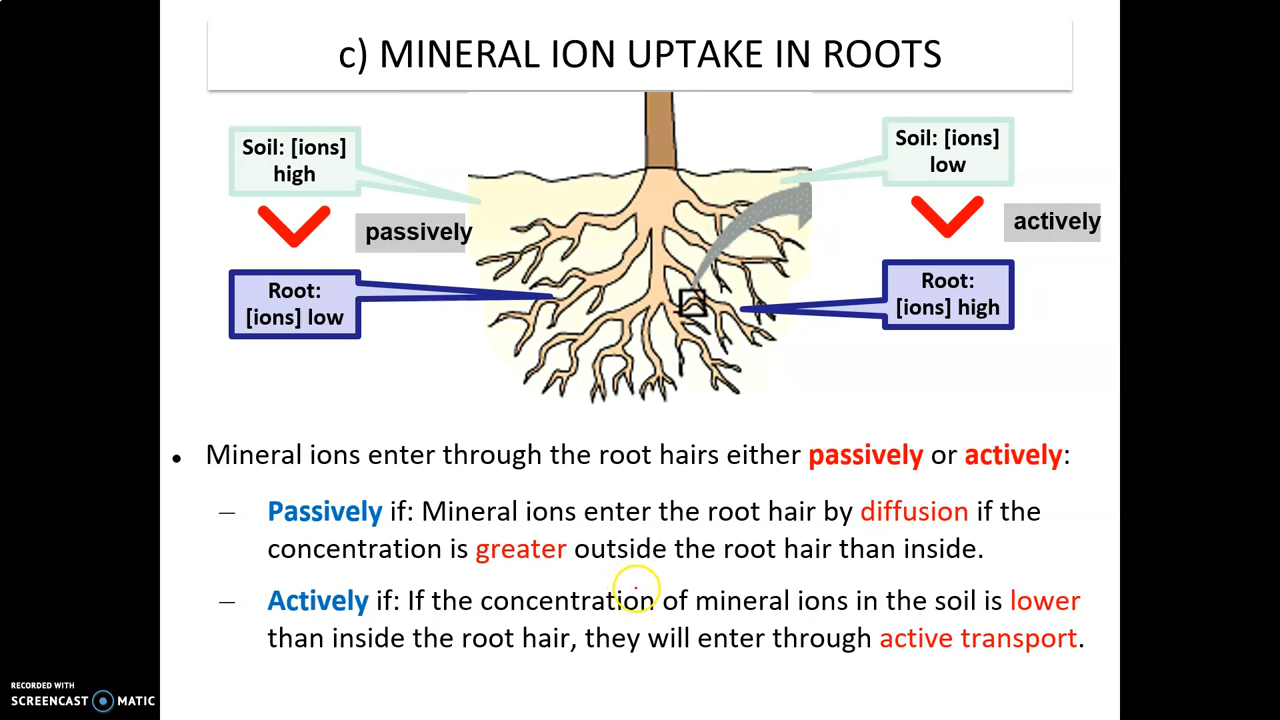 c) MINERAL ION UPTAKE IN ROOTS
Soil: [ions]
high
passively
Root:
[ions] low
Soil: [ions]
low
actively
Root:
[ions] high
• Mineral ions enter through the root hairs either passively or actively:
– Passively if: Mineral ions enter the root hair by diffusion if the
concentration is greater outside the root hair than inside.
– Actively if: If the concentration of mineral ions in the soil is lower
than inside the root hair, they will enter through active transport.
RECORDED WITH
SCREENCAST MATIC